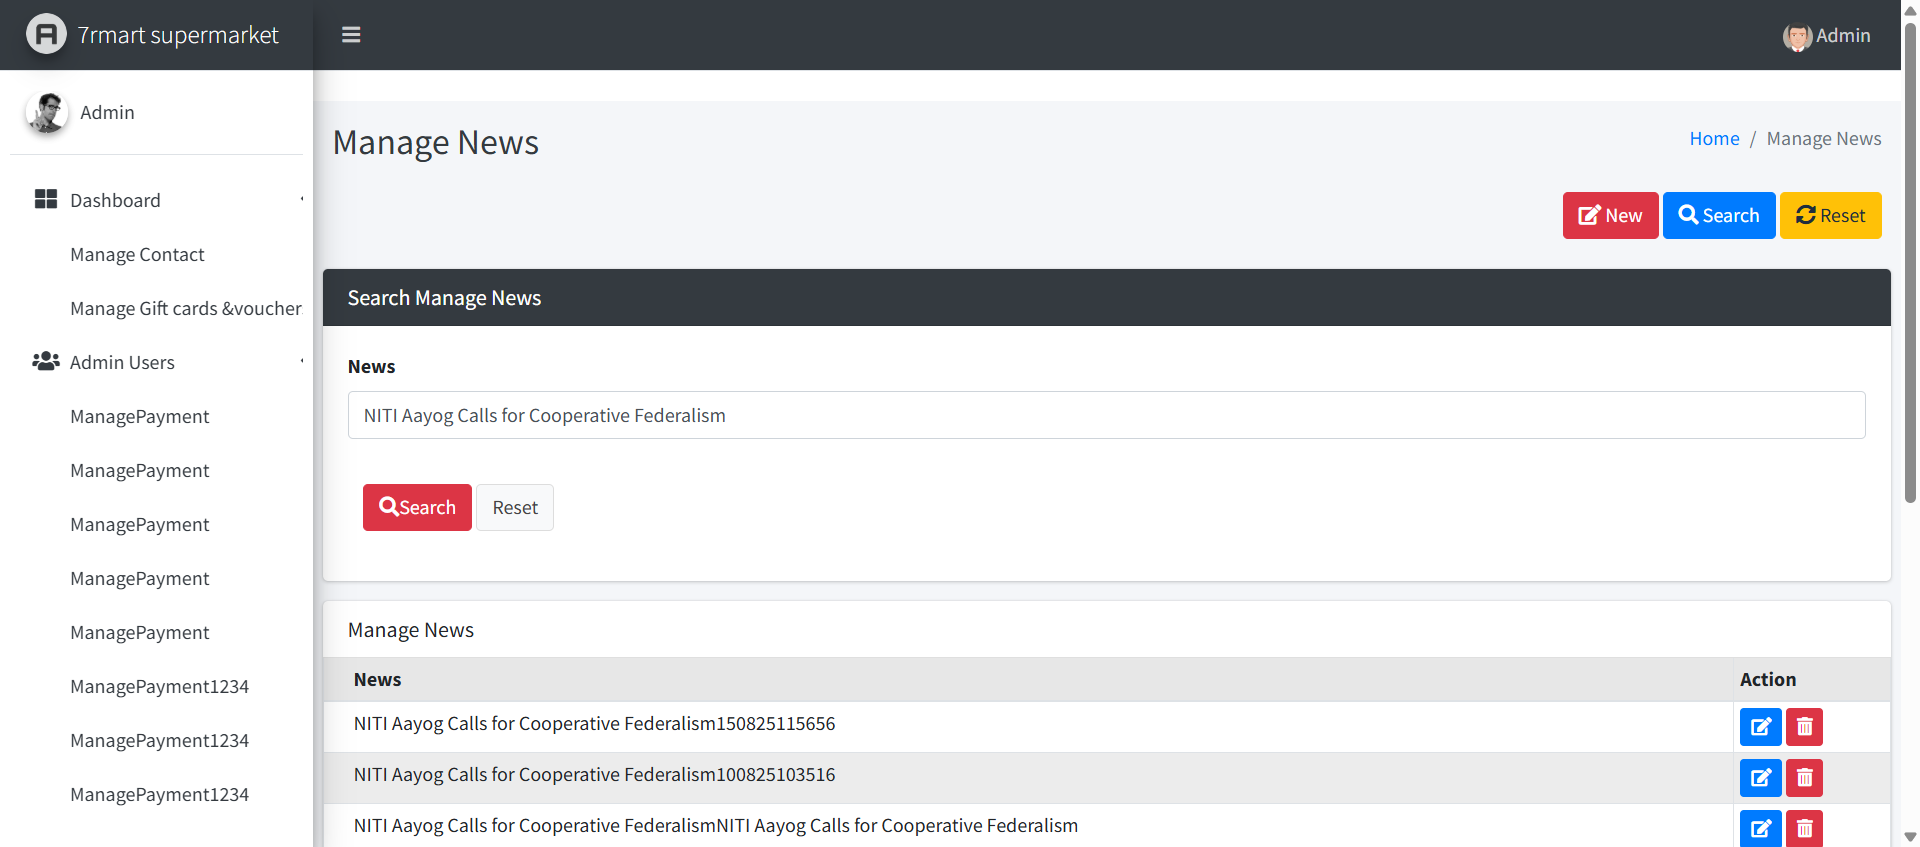 7rmart supermarket
Admin
Admin
Manage News
Home / Manage News
New
Search
Reset
Dashboard
Manage Contact
Manage Gift cards &voucher
Admin Users
ManagePayment
ManagePayment
ManagePayment
ManagePayment
ManagePayment
ManagePayment1234
ManagePayment1234
ManagePayment1234
Search Manage News
News
NITI Aayog Calls for Cooperative Federalism
Search
Reset
Manage News
News Action
NITI Aayog Calls for Cooperative Federalism150825115656
NITI Aayog Calls for Cooperative Federalism100825103516
NITI Aayog Calls for Cooperative FederalismNITI Aayog Calls for Cooperative Federalism